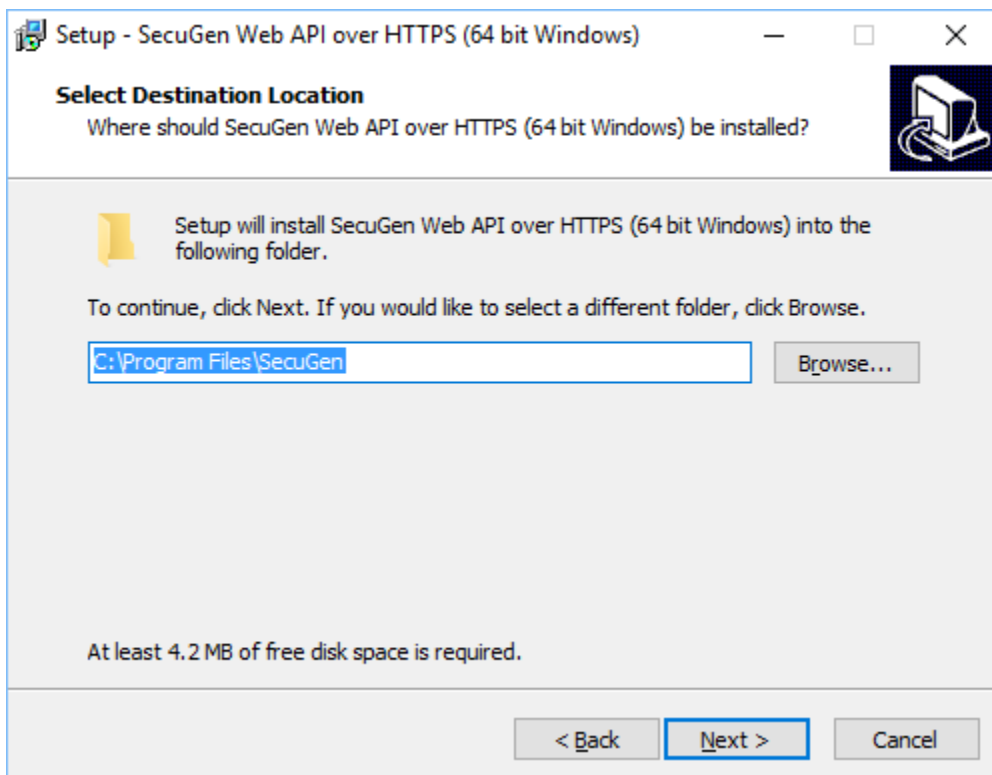 Setup - SecuGen Web API over HTTPS (64 bit Windows)
Select Destination Location
Where should SecuGen Web API over HTTPS (64 bit Windows) be installed?
Setup will install SecuGen Web API over HTTPS (64 bit Windows) into the
following folder.
To continue, click Next. If you would like to select a different folder, click Browse.
C:\Program Files\SecuGen
Browse...
At least 4.2 MB of free disk space is required.
< Back
Next >
Cancel